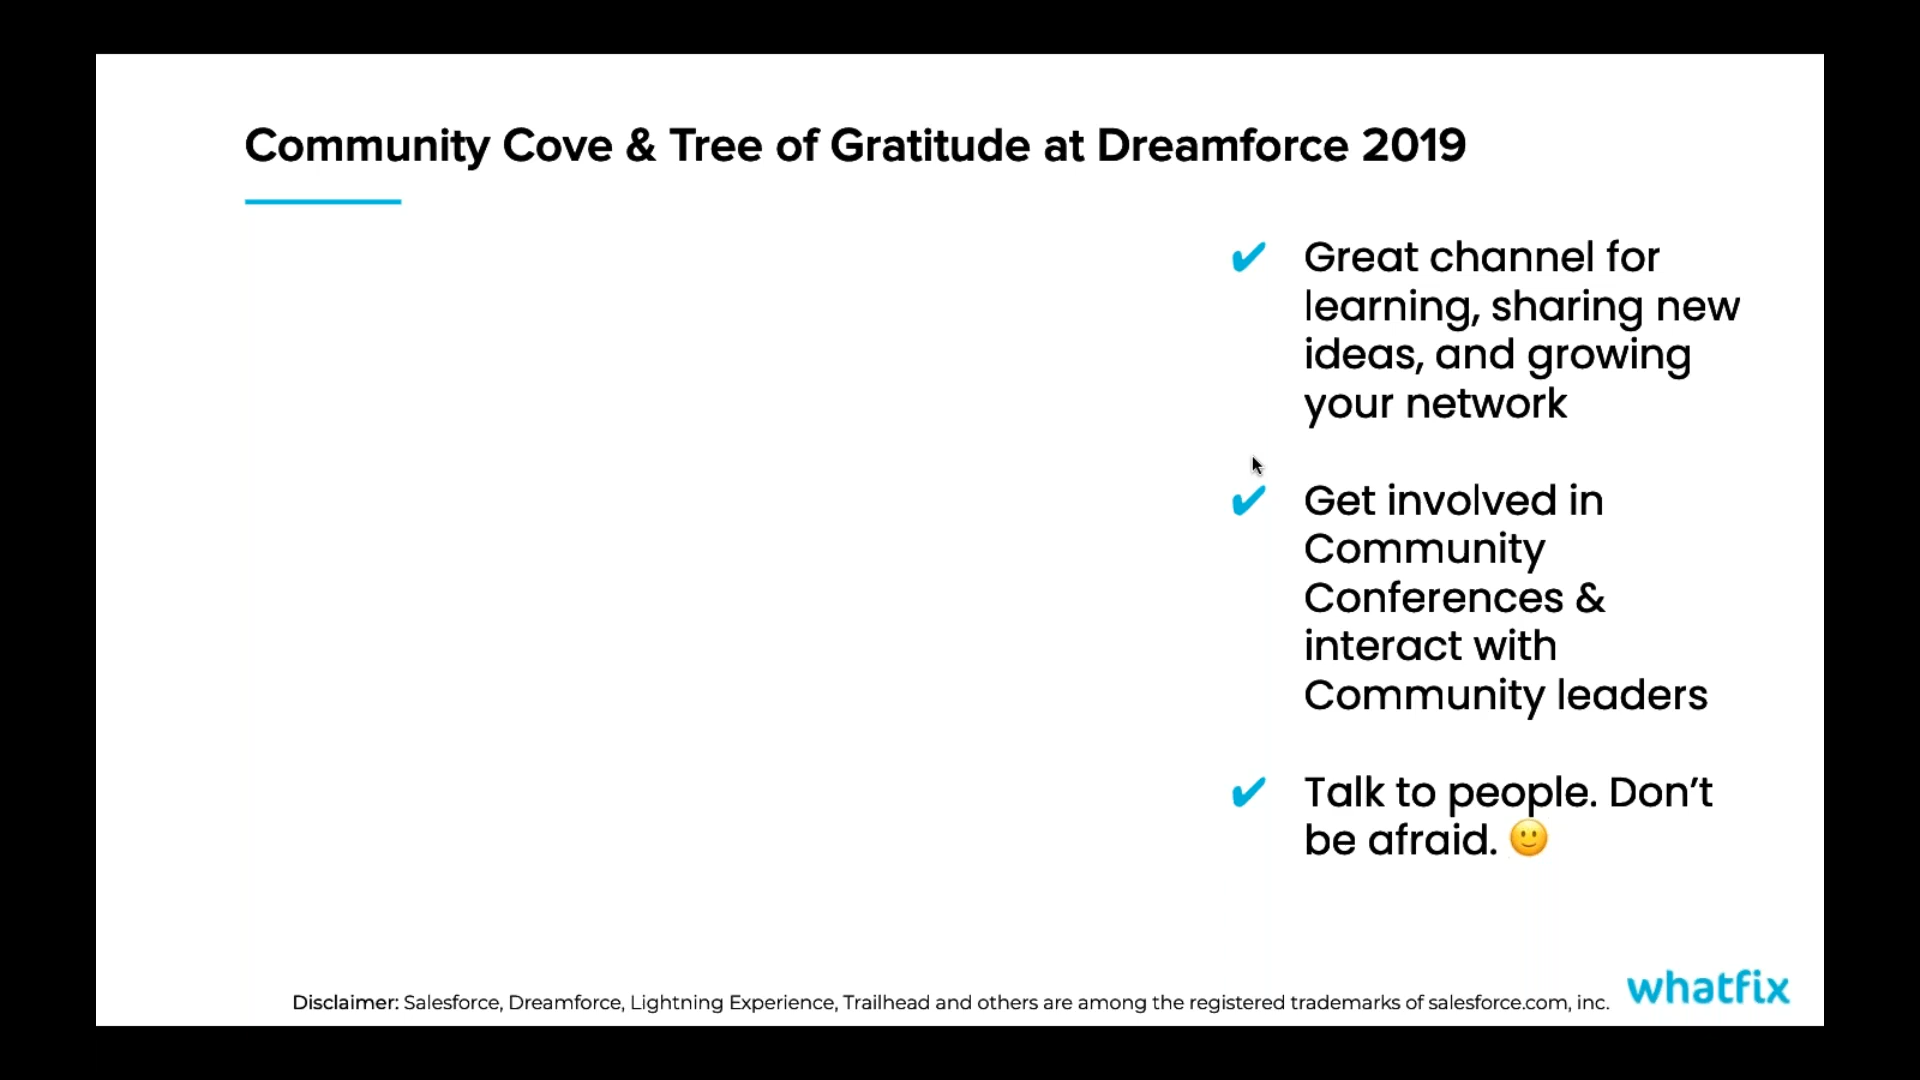 Community Cove & Tree of Gratitude at Dreamforce 2019
✔ Great channel for
learning, sharing new
ideas, and growing
your network
✔ Get involved in
Community
Conferences &
interact with
Community leaders
✔ Talk to people. Don’t
be afraid. 🙂
Disclaimer: Salesforce, Dreamforce, Lightning Experience, Trailhead and others are among the registered trademarks of salesforce.com, inc.
whatfix